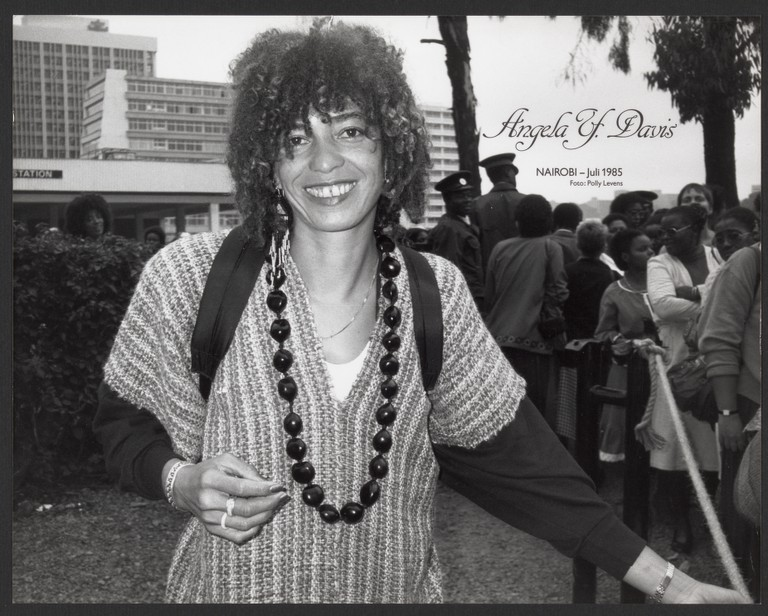 STATION
Angela Y. Davis
NAIROBI – Juli 1985
Foto: Polly Levens